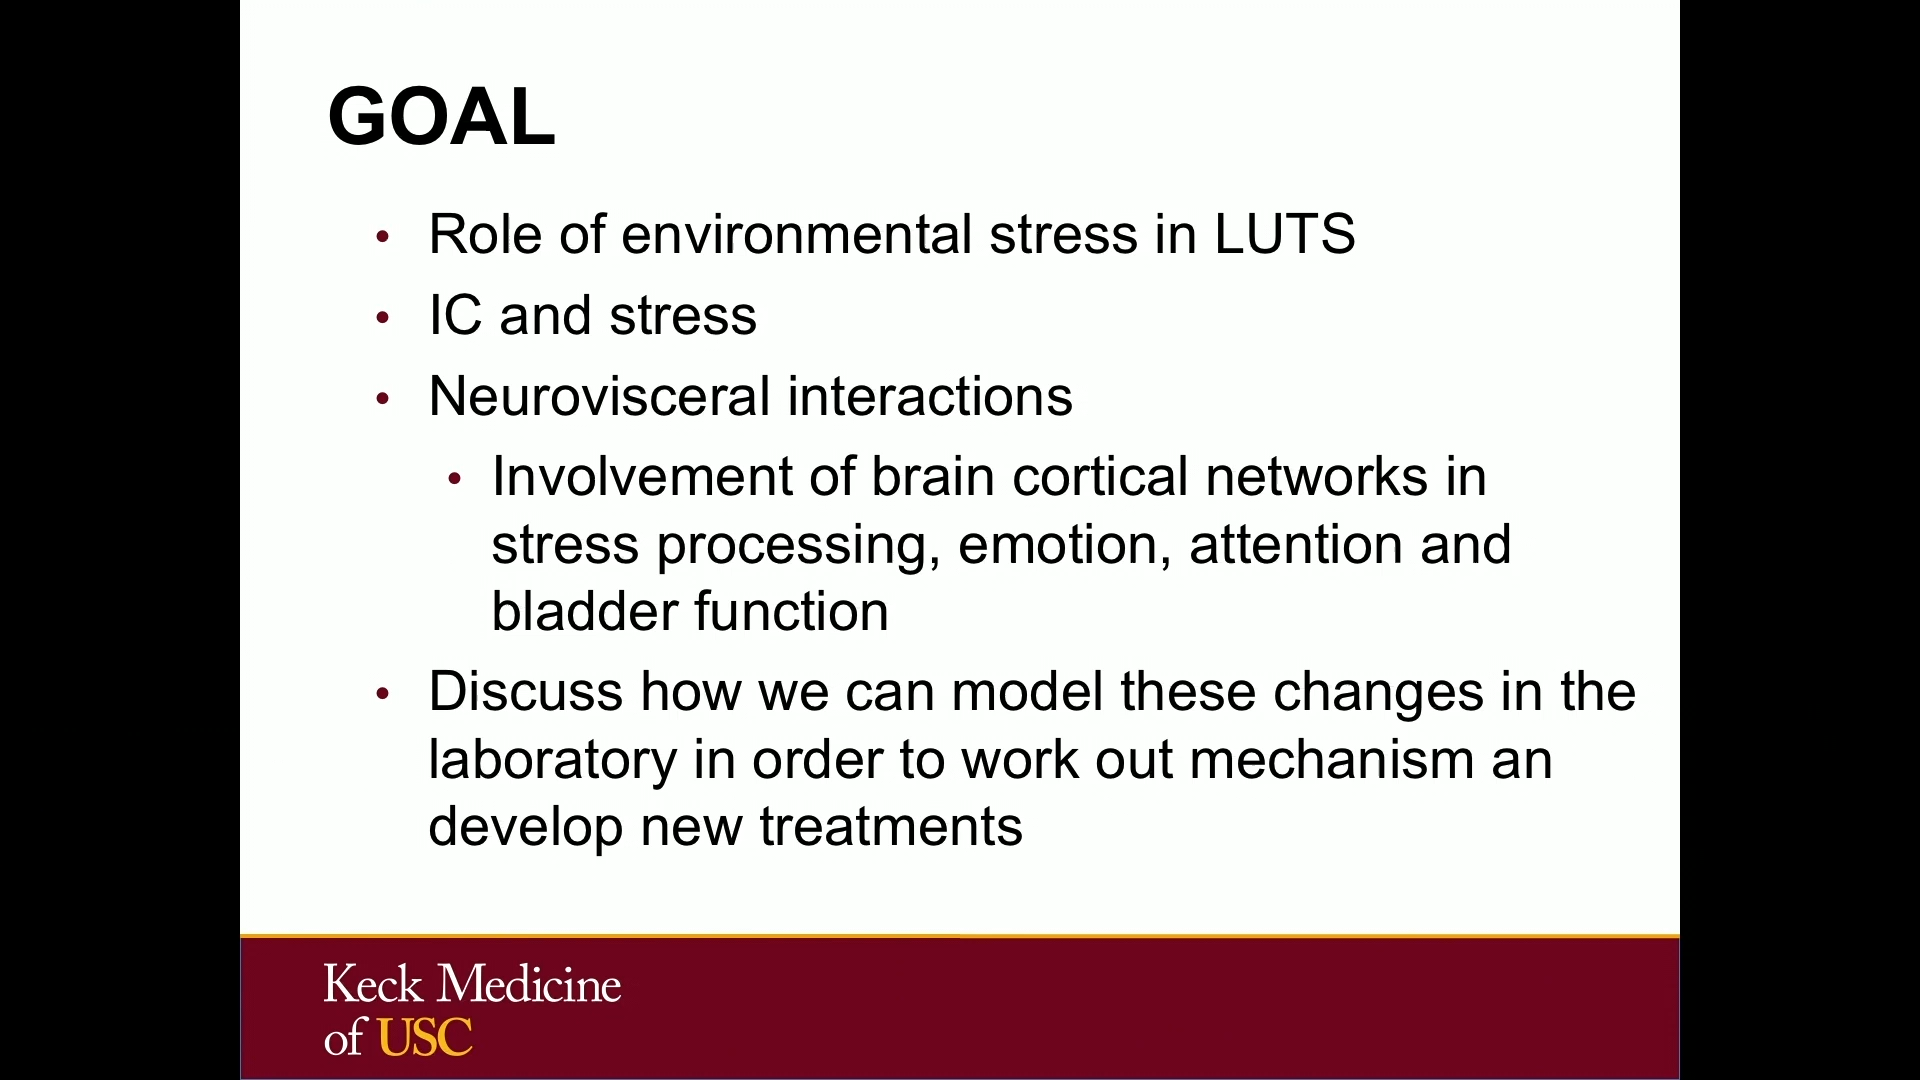 GOAL
• Role of environmental stress in LUTS
• IC and stress
• Neurovisceral interactions
• Involvement of brain cortical networks in
stress processing, emotion, attention and
bladder function
• Discuss how we can model these changes in the
laboratory in order to work out mechanism an
develop new treatments
Keck Medicine
of USC